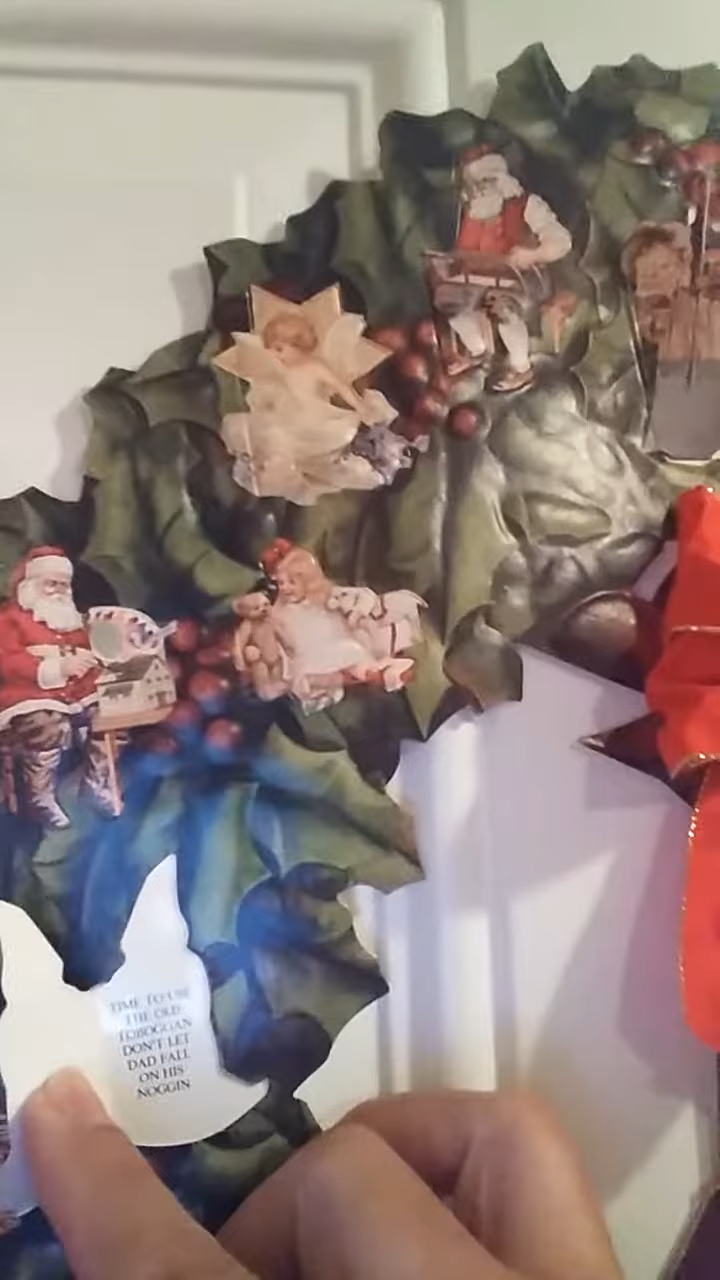 TIME TO USE
THE OLD
TOBOGGAN
DON'T LET
DAD FALL
ON HIS
NOGGIN